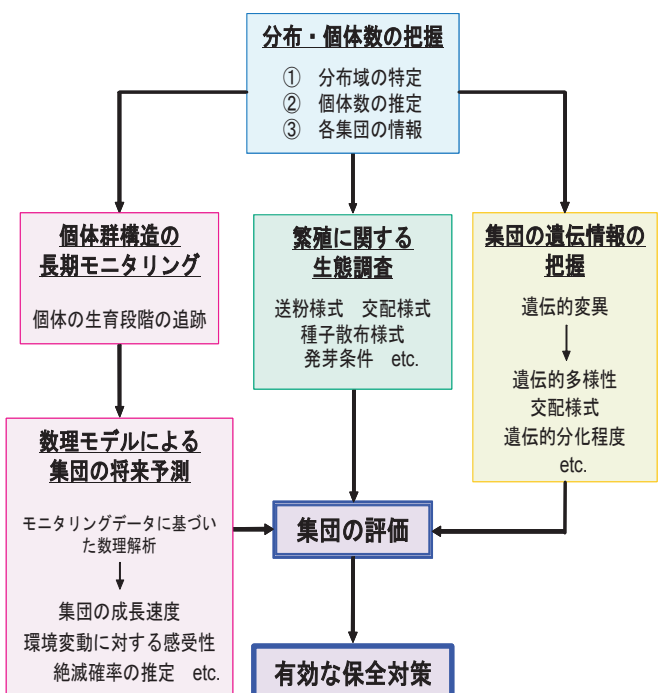 分布・個体数の把握
① 分布域の特定
② 個体数の推定
③ 各集団の情報
個体群構造の
長期モニタリング
個体の生育段階の追跡
繁殖に関する
生態調査
送粉様式 交配様式
種子散布様式
発芽条件 etc.
集団の遺伝情報の
把握
遺伝的変異
遺伝的多様性
交配様式
遺伝的分化程度
etc.
数理モデルによる
集団の将来予測
モニタリングデータに基づい
た数理解析
集団の成長速度
環境変動に対する感受性
絶滅確率の推定 etc.
集団の評価
有効な保全対策